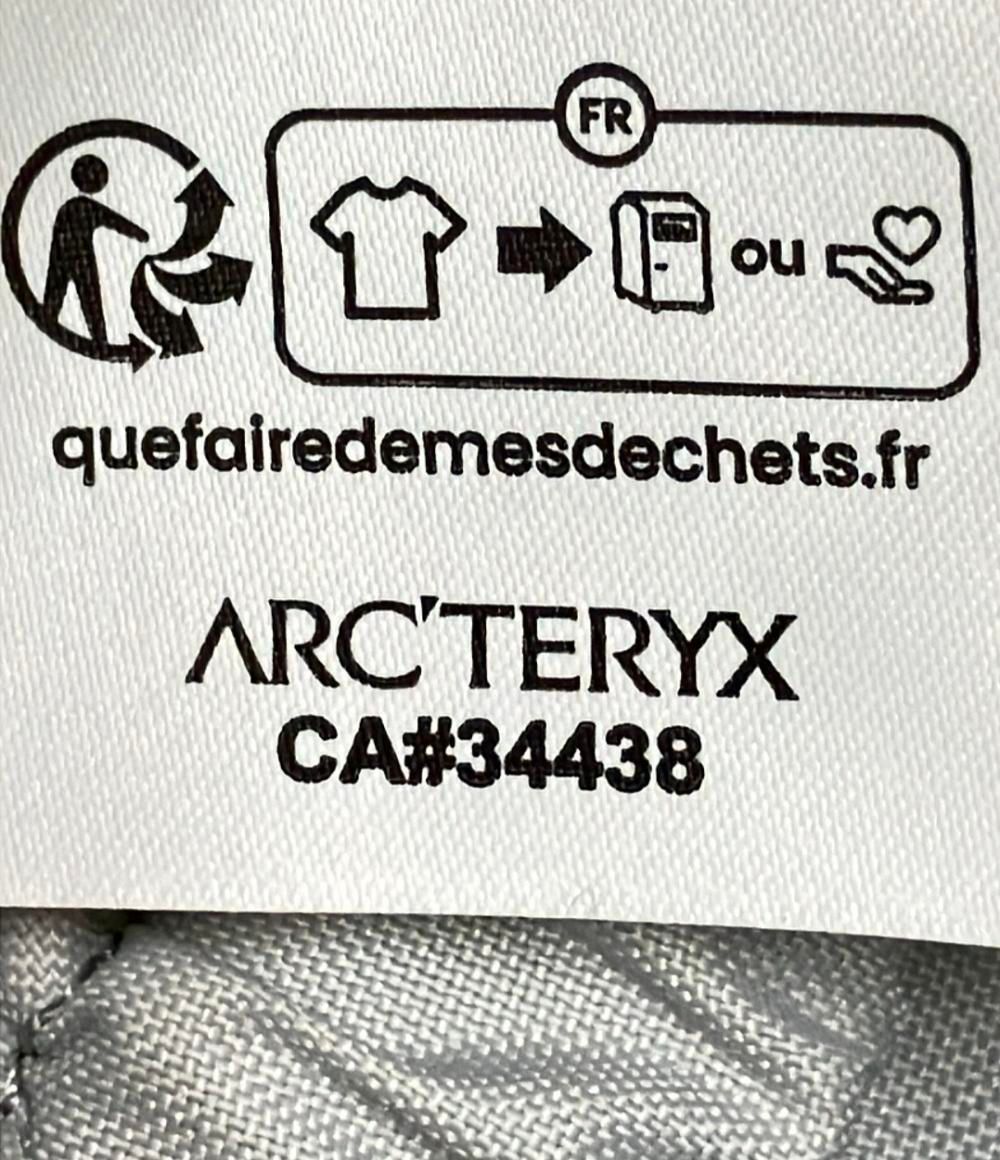 FR
ou
quefairedemesdechets.fr
ARC'TERYX
CA#34438